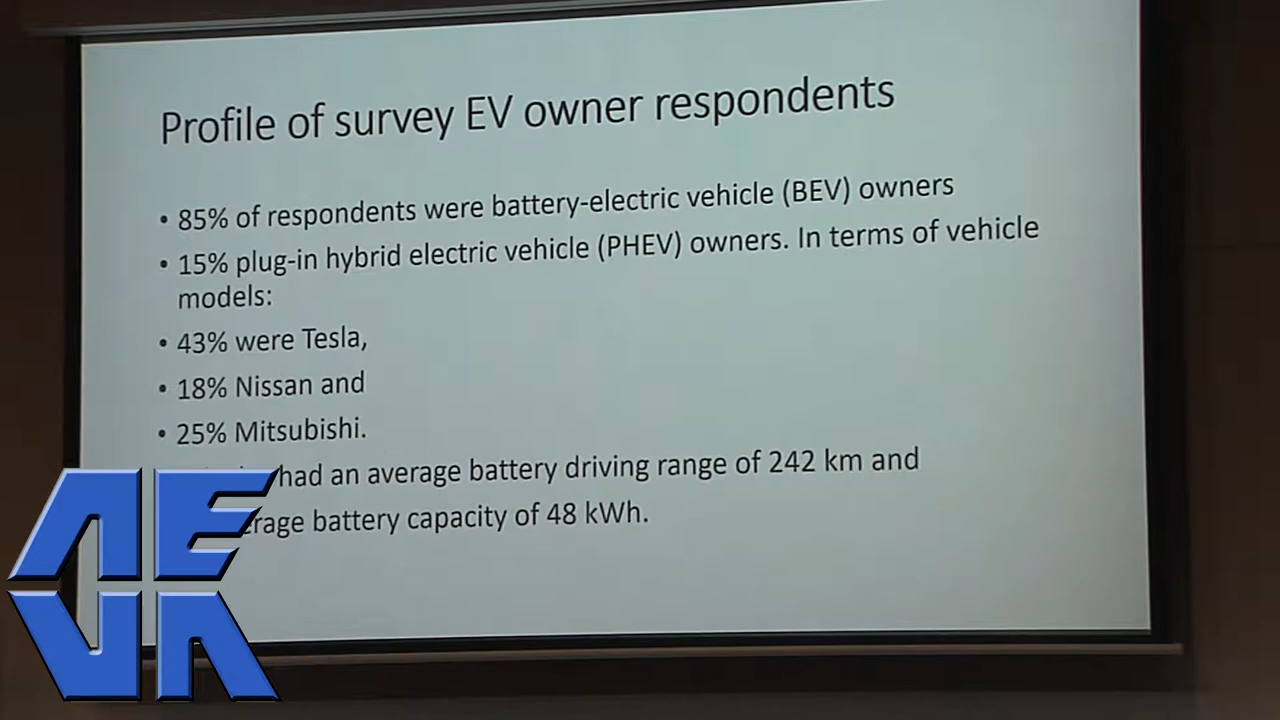 Profile of survey EV owner respondents
• 85% of respondents were battery-electric vehicle (BEV) owners
• 15% plug-in hybrid electric vehicle (PHEV) owners. In terms of vehicle
models:
• 43% were Tesla,
• 18% Nissan and
• 25% Mitsubishi.
had an average battery driving range of 242 km and
battery capacity of 48 kWh.
AEVA